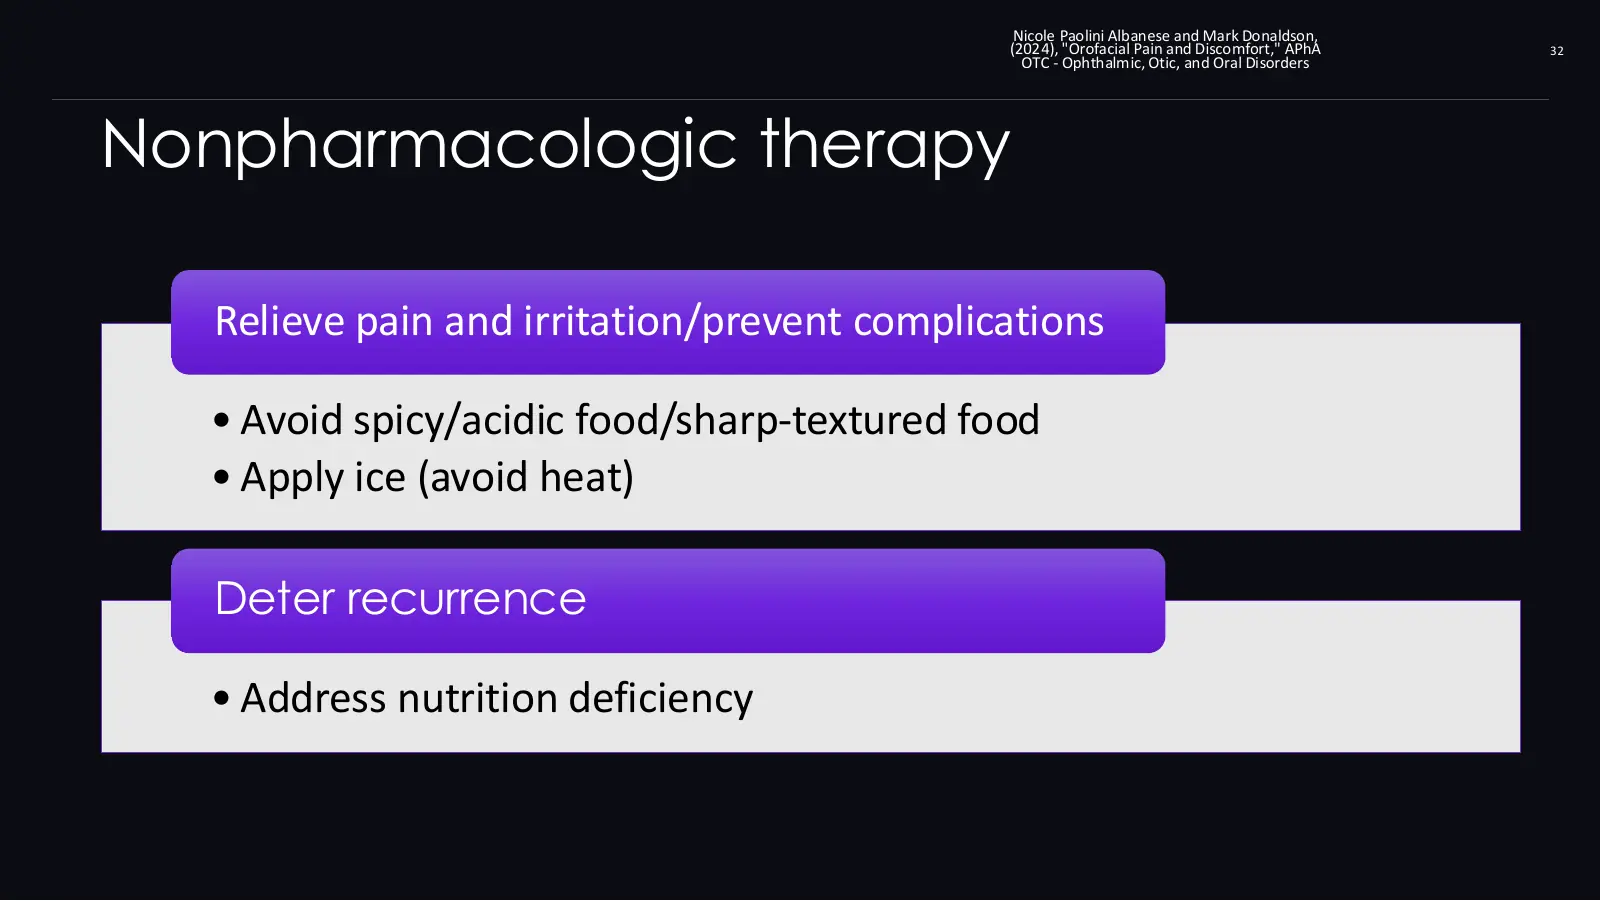 Nicole Paolini Albanese and Mark Donaldson,
(2024), "Orofacial Pain and Discomfort," APhA
OTC - Ophthalmic, Otic, and Oral Disorders
32
Nonpharmacologic therapy
Relieve pain and irritation/prevent complications
• Avoid spicy/acidic food/sharp-textured food
• Apply ice (avoid heat)
Deter recurrence
• Address nutrition deficiency